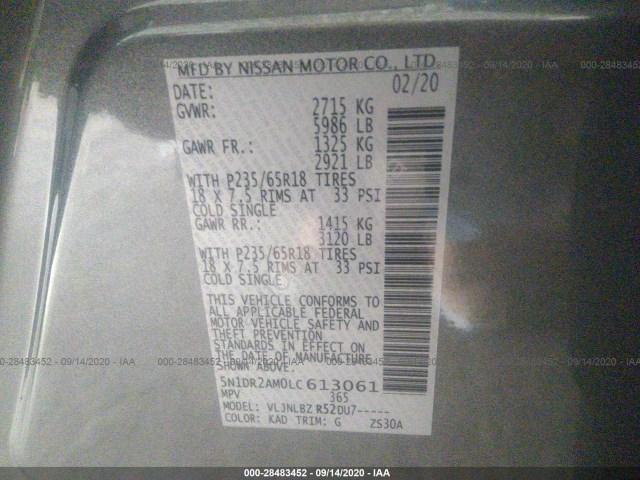 MFD BY NISSAN MOTOR CO., LTD
DATE: 02/20
GVWR: 2715 KG
5986 LB
GAWR FR.: 1325 KG
2921 LB
WITH P235/65R18 TIRES
18 X 7.5 RIMS AT 33 PSI
COLD SINGLE
GAWR RR.: 1415 KG
3120 LB
WITH P235/65R18 TIRES
18 X 7.5 RIMS AT 33 PSI
COLD SINGLE
THIS VEHICLE CONFORMS TO
ALL APPLICABLE FEDERAL
MOTOR VEHICLE SAFETY AND
THEFT PREVENTION
STANDARDS IN EFFECT ON
THE DATE OF MANUFACTURE
SHOWN ABOVE.
5N1DR2AM0LC613061
MPV 365
MODEL: VLJNLBZ R52DU7-----
COLOR: KAD TRIM: G ZS30A
000-28483452 - 09/14/2020 - IAAI